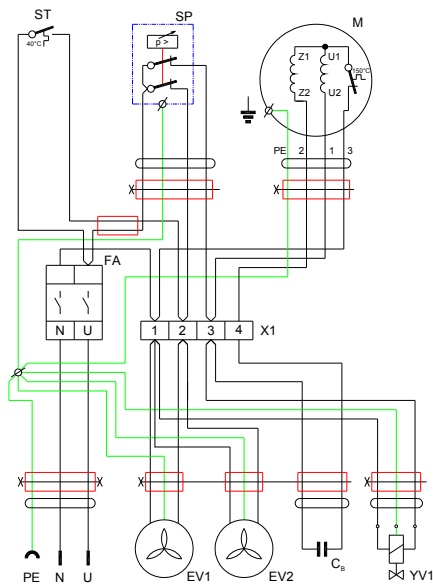 ST
SP
M
40°C
p >
Z1
U1
150°C
Z2
U2
PE
2
1
3
FA
N
U
1
2
3
4
X1
PE
N
U
EV1
EV2
CB
YV1